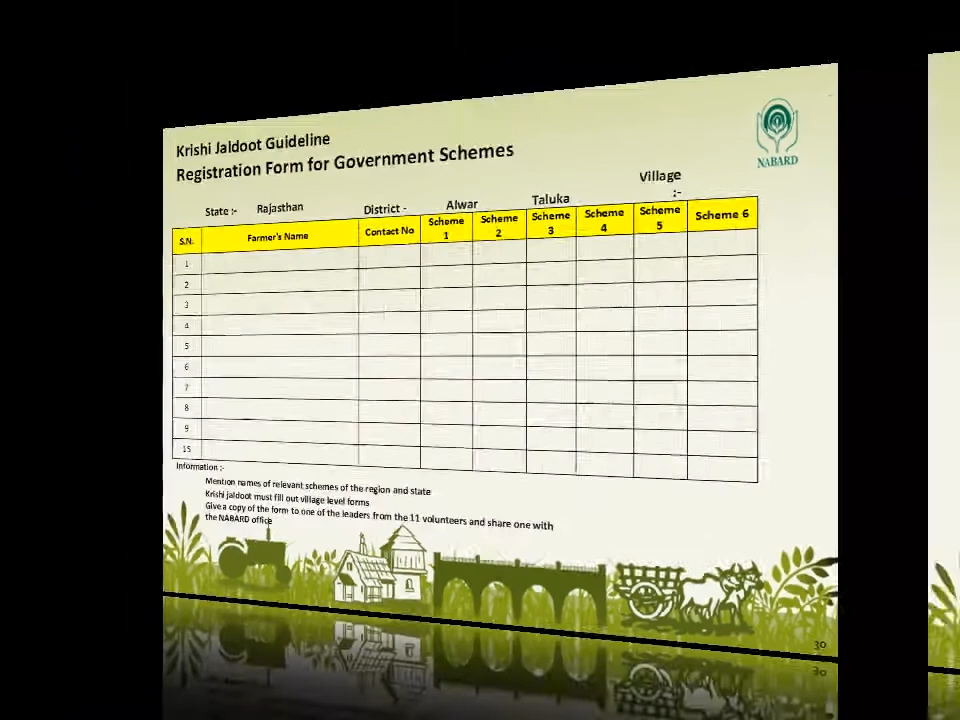 Krishi Jaldoot Guideline
Registration Form for Government Schemes
NABARD
State :- Rajasthan District - Alwar Taluka Village :-
S.N. Farmer's Name Contact No Scheme 1 Scheme 2 Scheme 3 Scheme 4 Scheme 5 Scheme 6
1
2
3
4
5
6
7
8
9
15
Information :-
Mention names of relevant schemes of the region and state
Krishi jaldoot must fill out village level forms
Give a copy of the form to one of the leaders from the 11 volunteers and share one with
the NABARD office
30